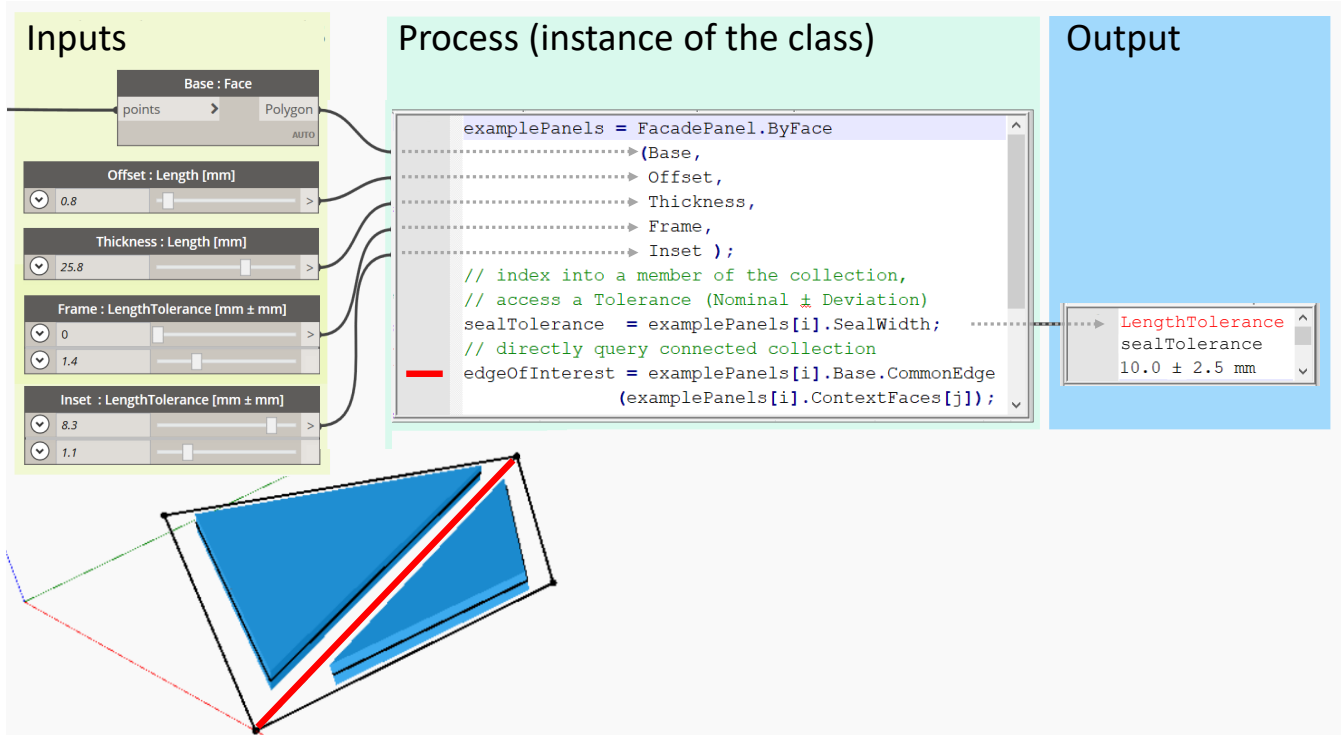 Inputs
Process (instance of the class)
Output
Base : Face
points > Polygon
AUTO
Offset : Length [mm]
0.8 >
Thickness : Length [mm]
25.8 >
Frame : LengthTolerance [mm ± mm]
0 >
1.4
Inset : LengthTolerance [mm ± mm]
8.3 >
1.1
examplePanels = FacadePanel.ByFace
(Base,
Offset,
Thickness,
Frame,
Inset );
// index into a member of the collection,
// access a Tolerance (Nominal ± Deviation)
sealTolerance = examplePanels[i].SealWidth;
// directly query connected collection
edgeOfInterest = examplePanels[i].Base.CommonEdge
(examplePanels[i].ContextFaces[j]);
LengthTolerance
sealTolerance
10.0 ± 2.5 mm